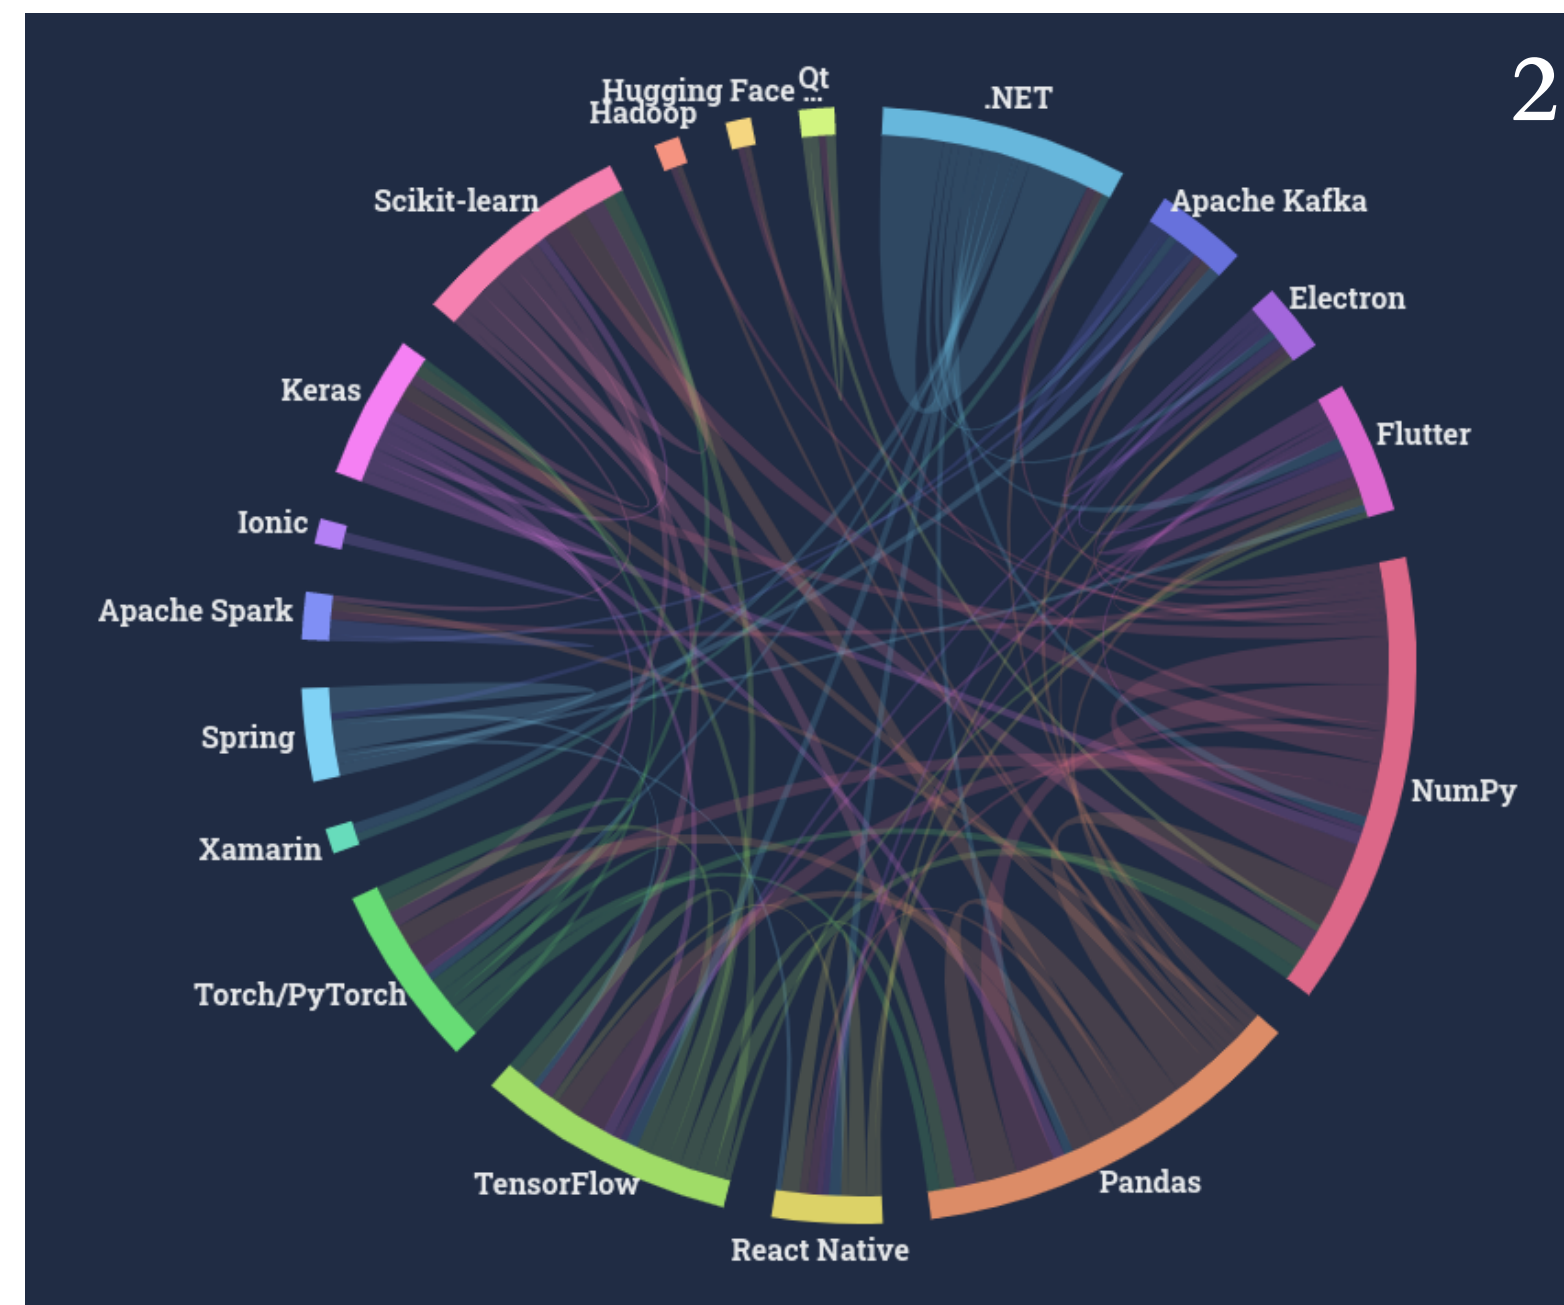 2
Qt
...
Hugging Face
Hadoop
.NET
Apache Kafka
Scikit-learn
Electron
Keras
Flutter
Ionic
Apache Spark
Spring
NumPy
Xamarin
Torch/PyTorch
TensorFlow
Pandas
React Native